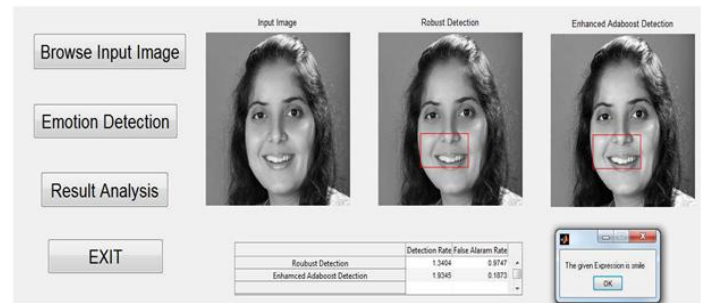 Input Image
Robust Detection
Enhanced Adaboost Detection
Browse Input Image
Emotion Detection
Result Analysis
EXIT
Detection Rate False Alaram Rate
Roubust Detection 1.3404 0.9747
Enhamced Adaboost Detection 1.9345 0.1873
The given Expression is smile
OK